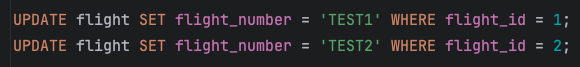 UPDATE flight SET flight_number = 'TEST1' WHERE flight_id = 1;
UPDATE flight SET flight_number = 'TEST2' WHERE flight_id = 2;